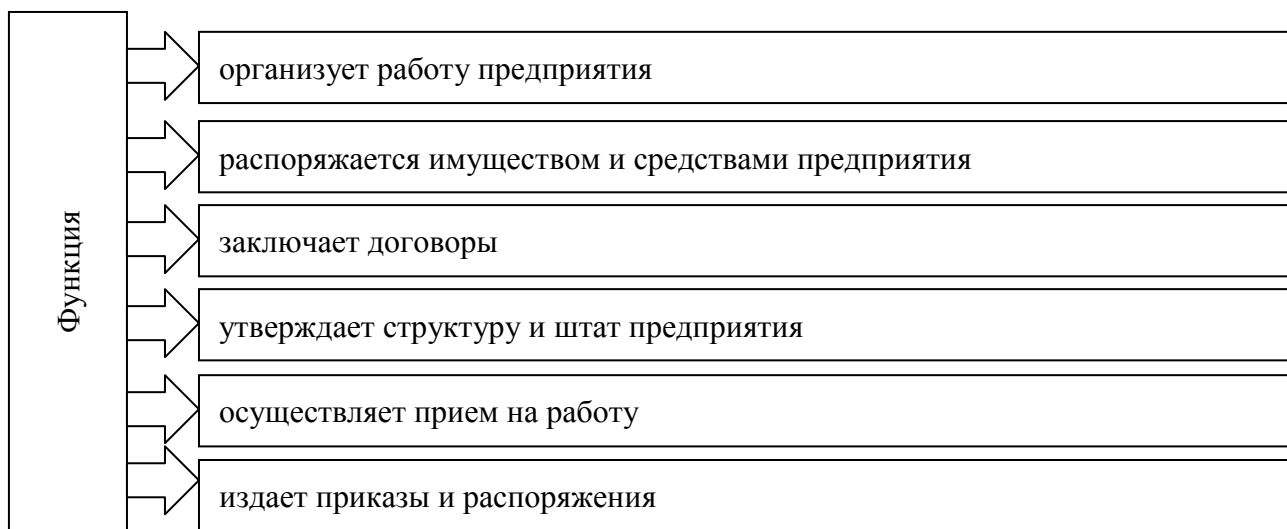 Функция
организует работу предприятия
распоряжается имуществом и средствами предприятия
заключает договоры
утверждает структуру и штат предприятия
осуществляет прием на работу
издает приказы и распоряжения